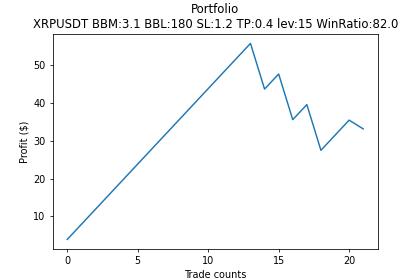 Portfolio
XRPUSDT BBM:3.1 BBL:180 SL:1.2 TP:0.4 lev:15 WinRatio:82.0
50
40
30
20
10
Profit ($)
0 5 10 15 20
Trade counts